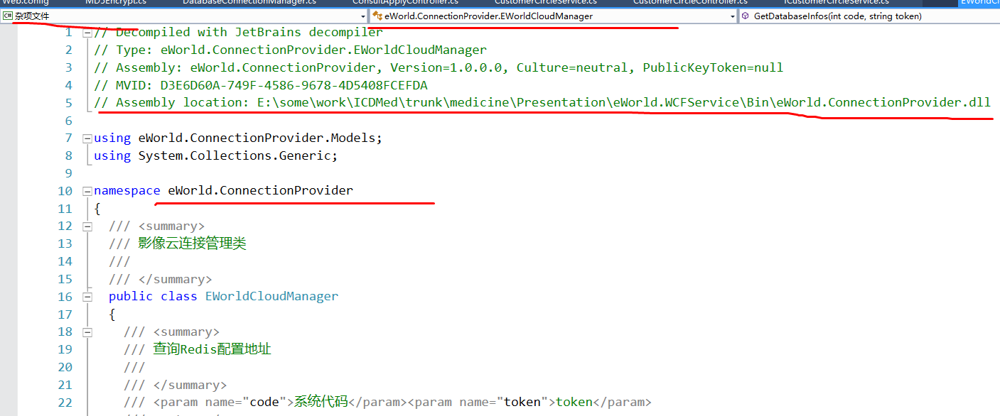 Web.config MD5Encrypt.cs DatabaseConnectionManager.cs ConsultApplyController.cs CustomerCircleService.cs CustomerCircleController.cs ICustomerCircleService.cs EWorldCl
C# 杂项文件 eWorld.ConnectionProvider.EWorldCloudManager GetDatabaseInfos(int code, string token)
1 // Decompiled with JetBrains decompiler
2 // Type: eWorld.ConnectionProvider.EWorldCloudManager
3 // Assembly: eWorld.ConnectionProvider, Version=1.0.0.0, Culture=neutral, PublicKeyToken=null
4 // MVID: D3E6D60A-749F-4586-9678-4D5408FCEFDA
5 // Assembly location: E:\some\work\ICDMed\trunk\medicine\Presentation\eWorld.WCFService\Bin\eWorld.ConnectionProvider.dll
6
7 using eWorld.ConnectionProvider.Models;
8 using System.Collections.Generic;
9
10 namespace eWorld.ConnectionProvider
11 {
12 /// <summary>
13 /// 影像云连接管理类
14 ///
15 /// </summary>
16 public class EWorldCloudManager
17 {
18 /// <summary>
19 /// 查询Redis配置地址
20 ///
21 /// </summary>
22 /// <param name="code">系统代码</param><param name="token">token</param>